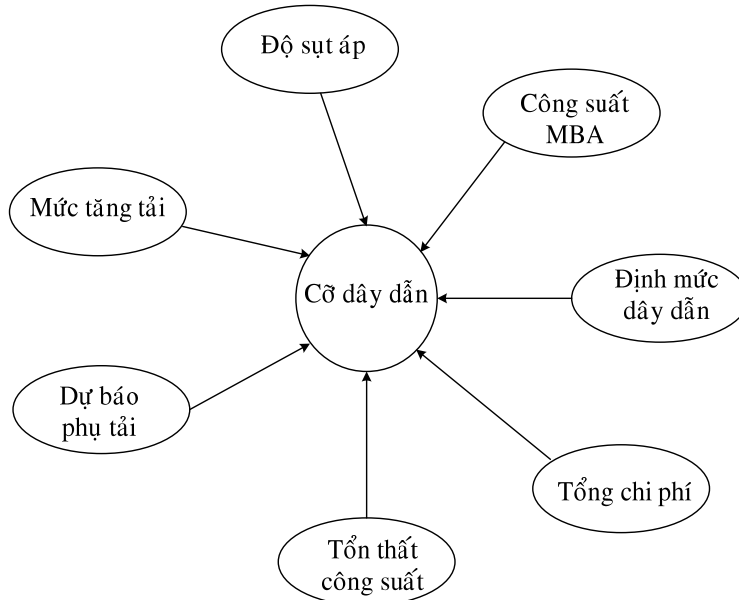 Độ sụt áp
Công suất
MBA
Mức tăng tải
Cỡ dây dẫn
Định mức
dây dẫn
Dự báo
phụ tải
Tổng chi phí
Tổn thất
công suất